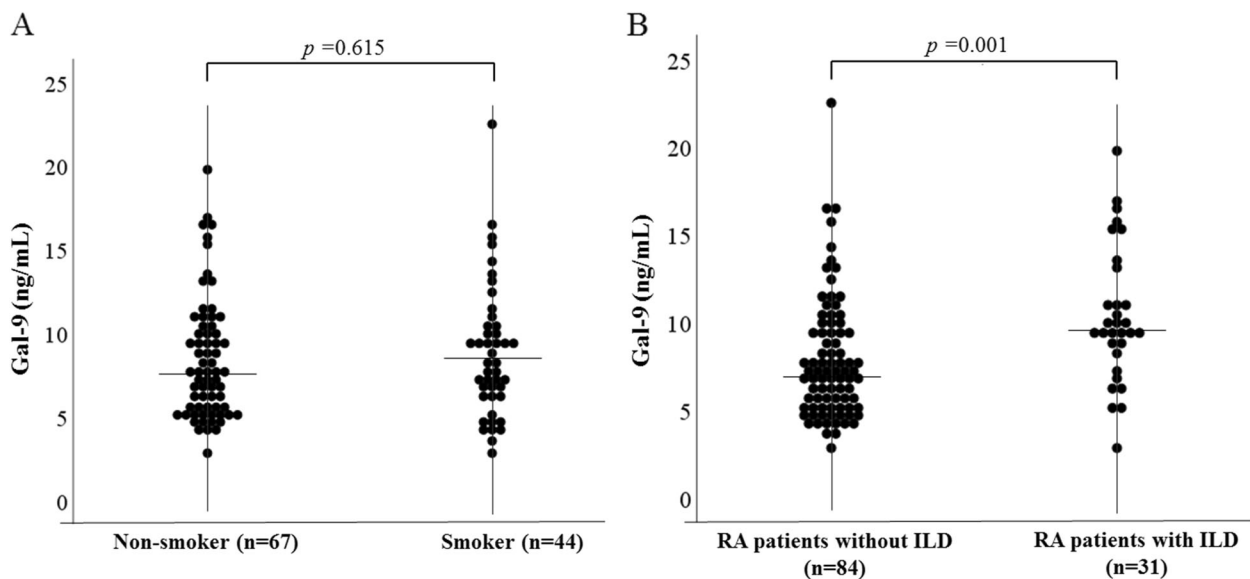 A
p =0.615
25
20
15
10
5
0
Gal-9 (ng/mL)
Non-smoker (n=67)
Smoker (n=44)
B
p =0.001
25
20
15
10
5
0
Gal-9 (ng/mL)
RA patients without ILD
(n=84)
RA patients with ILD
(n=31)